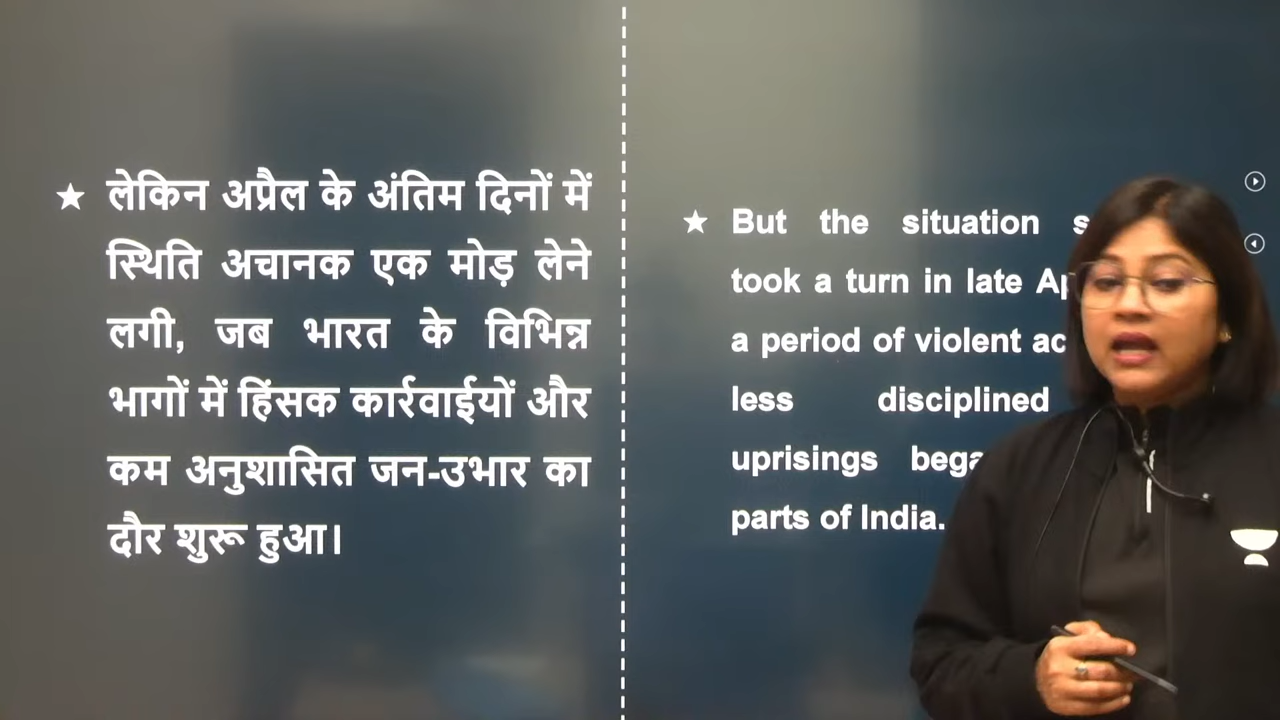 ★ लेकिन अप्रैल के अंतिम दिनों में
स्थिति अचानक एक मोड़ लेने
लगी, जब भारत के विभिन्न
भागों में हिंसक कार्रवाईयों और
कम अनुशासित जन-उभार का
दौर शुरू हुआ।
★ But the situation
took a turn in late
a period of violent
less disciplined
uprisings
parts of India.